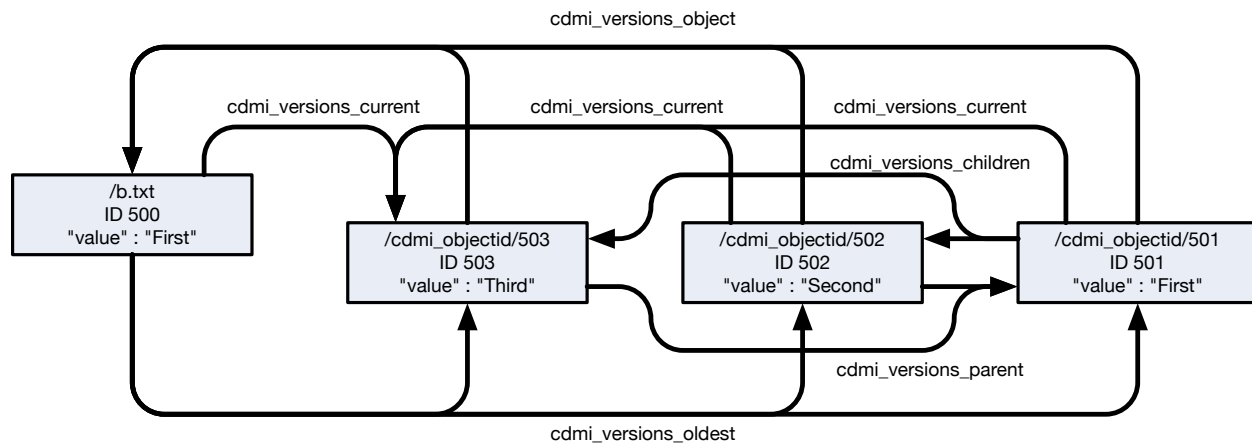 cdmi_versions_object
cdmi_versions_current
cdmi_versions_current
cdmi_versions_current
cdmi_versions_children
/b.txt
ID 500
"value" : "First"
/cdmi_objectid/503
ID 503
"value" : "Third"
/cdmi_objectid/502
ID 502
"value" : "Second"
/cdmi_objectid/501
ID 501
"value" : "First"
cdmi_versions_parent
cdmi_versions_oldest